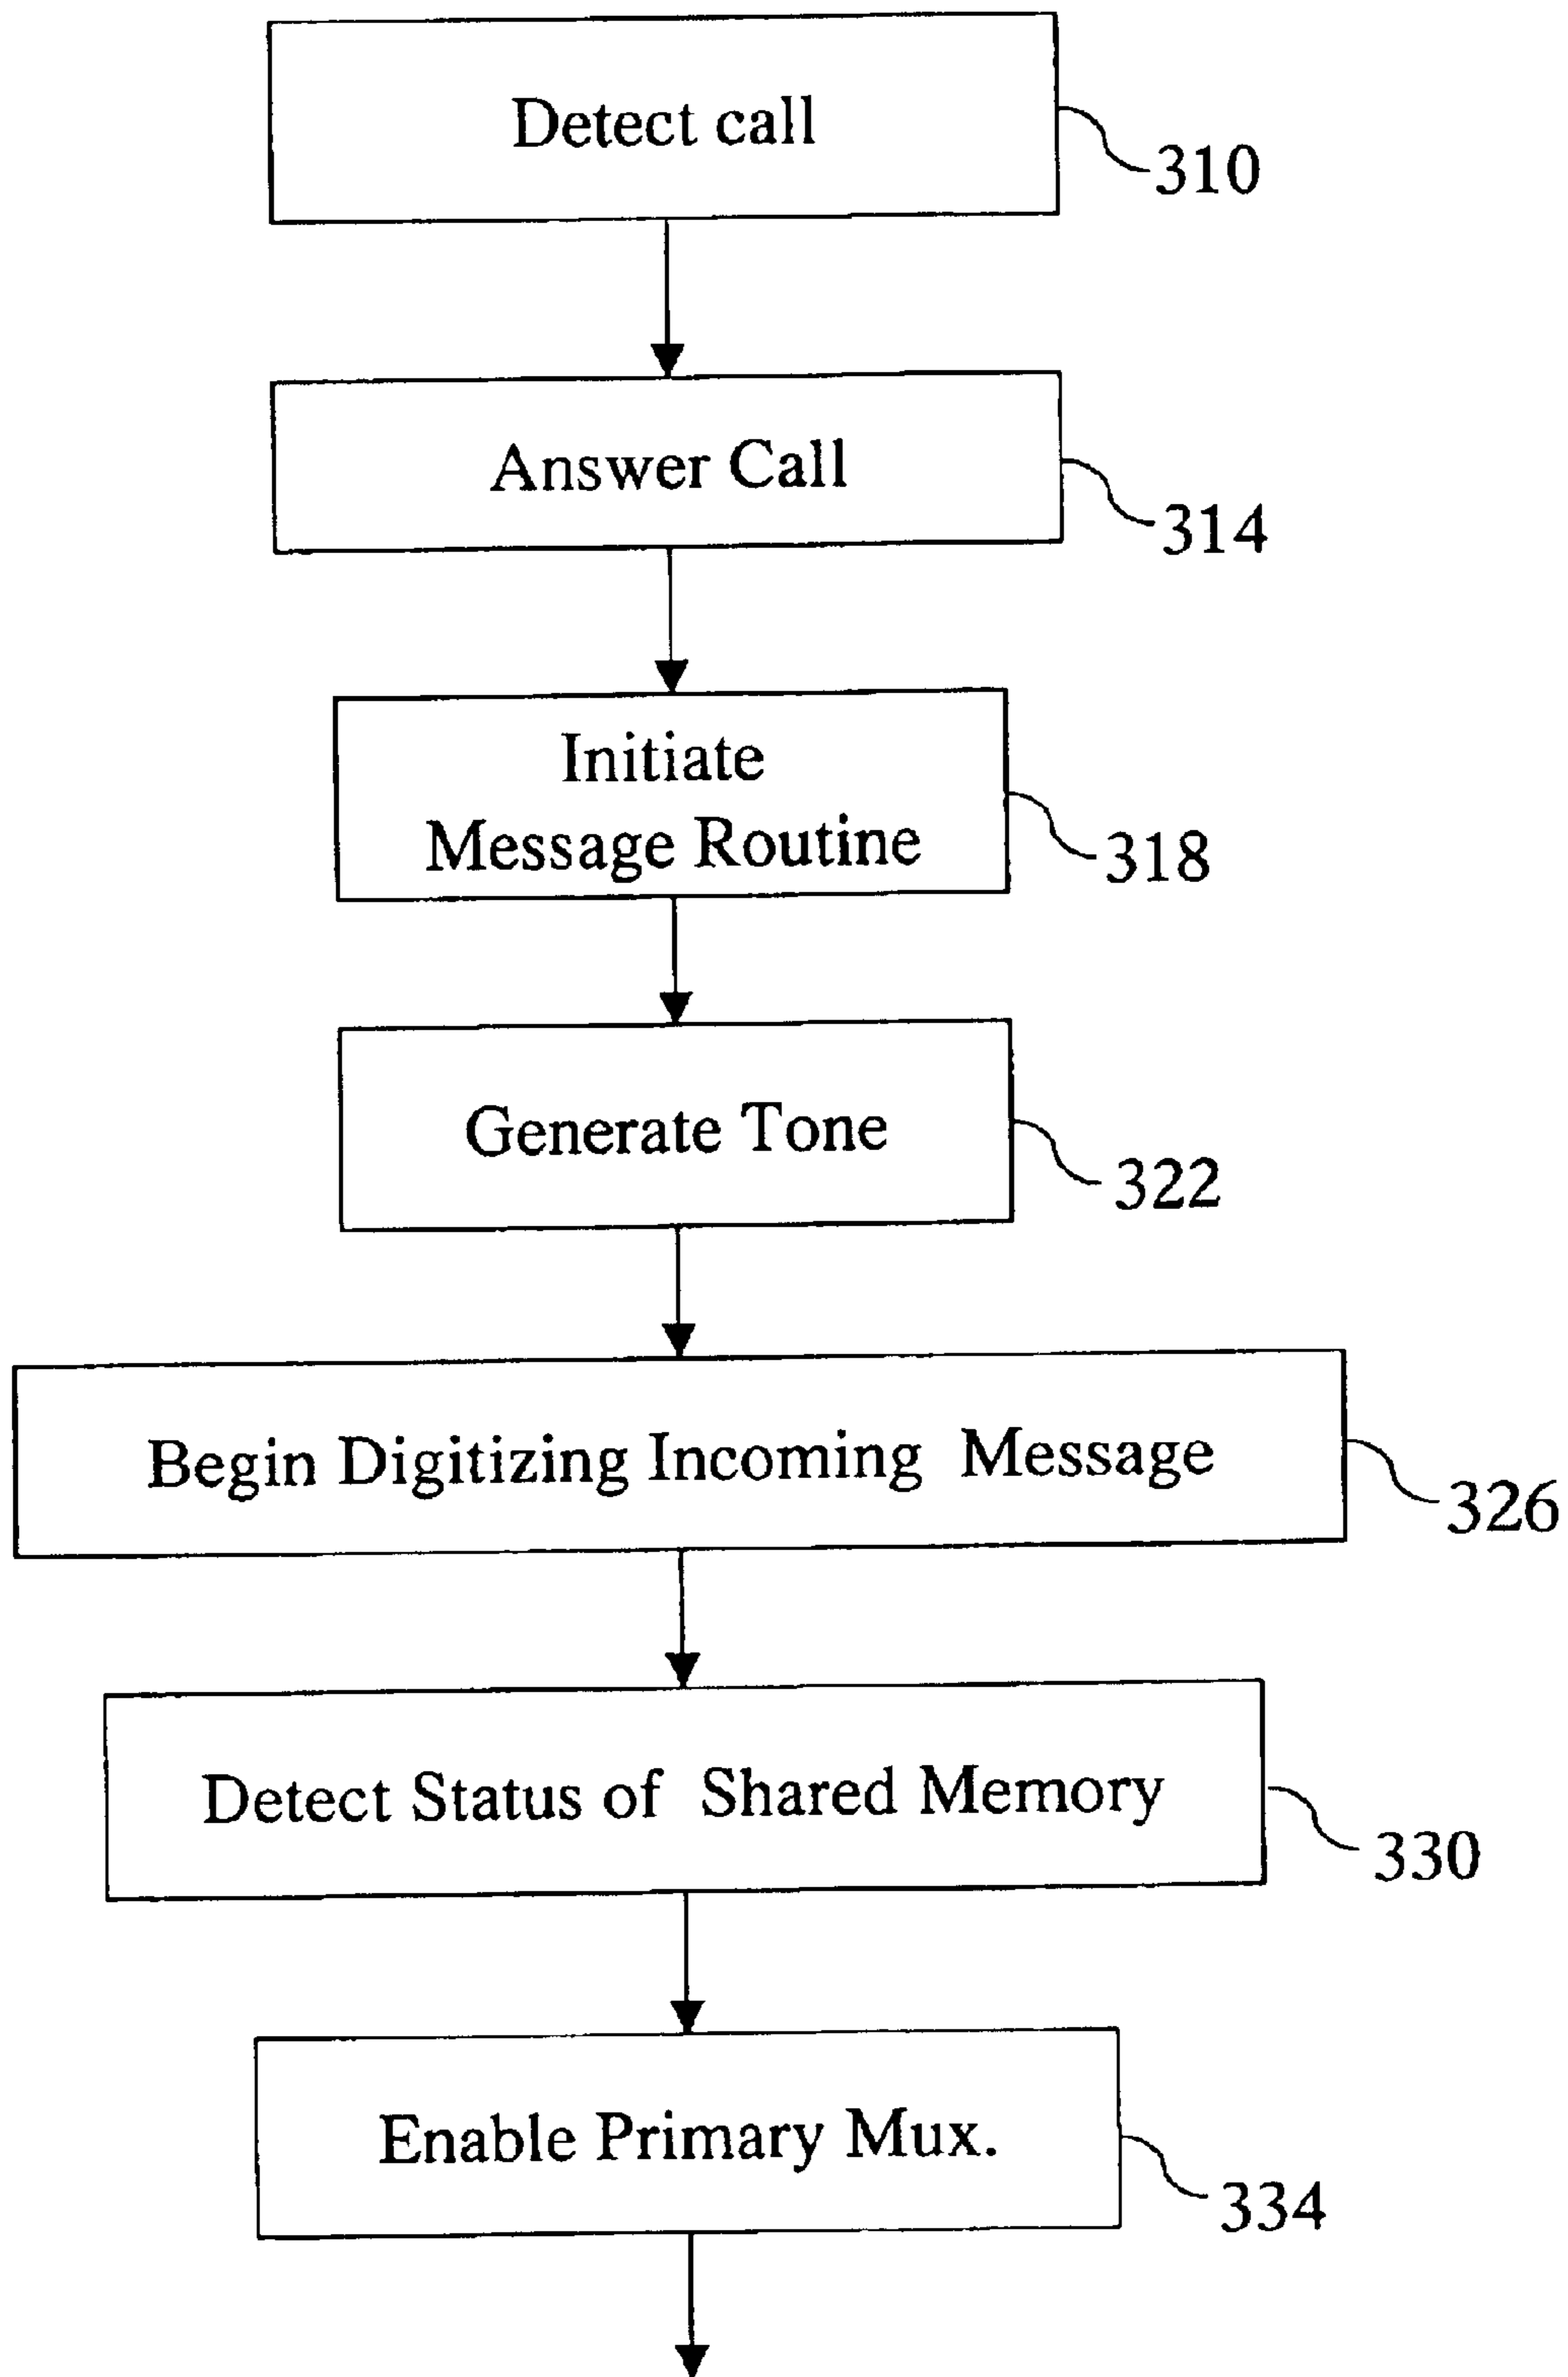 Detect call
310
Answer Call
314
Initiate
Message Routine
318
Generate Tone
322
Begin Digitizing Incoming Message
326
Detect Status of Shared Memory
330
Enable Primary Mux.
334